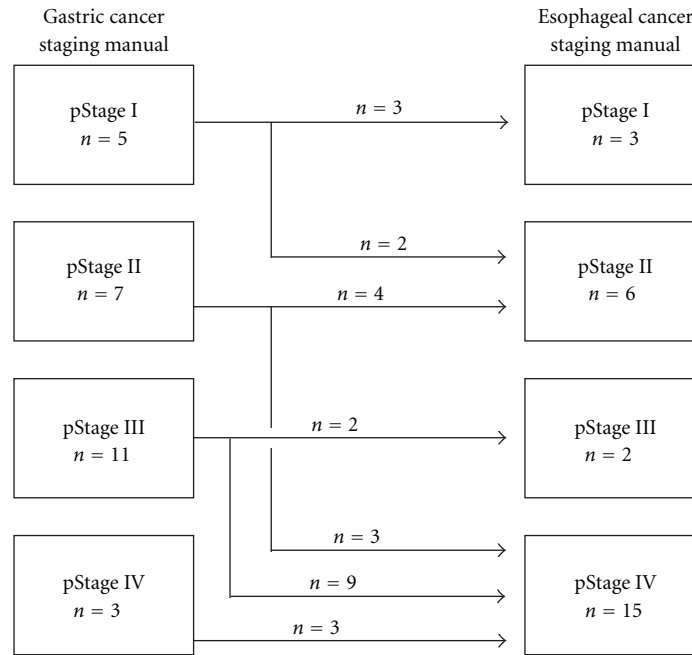 Gastric cancer
staging manual
Esophageal cancer
staging manual
pStage I
n = 5
n = 3
pStage I
n = 3
n = 2
pStage II
n = 7
n = 4
pStage II
n = 6
pStage III
n = 11
n = 2
pStage III
n = 2
n = 3
pStage IV
n = 3
n = 9
n = 3
pStage IV
n = 15